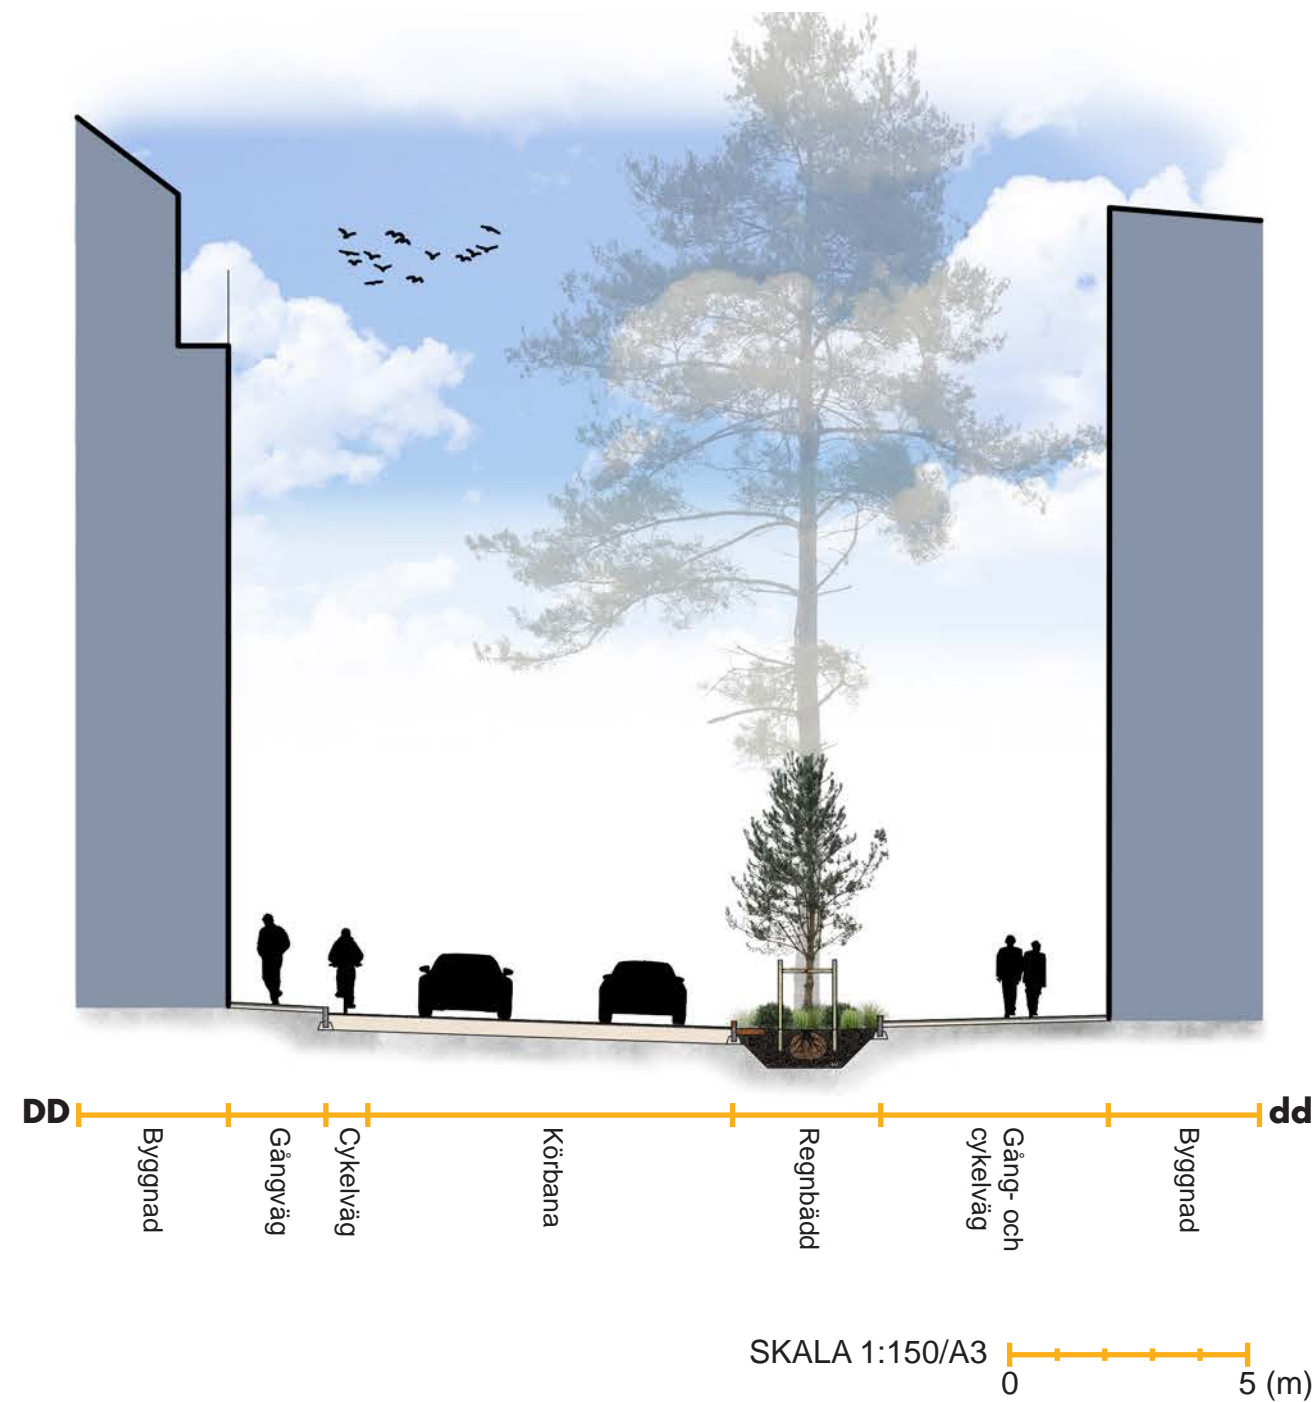 DD
dd
Byggnad
Gångväg
Cykelväg
Körbana
Regnbädd
Gång- och
cykelväg
Byggnad
SKALA 1:150/A3
0
5 (m)